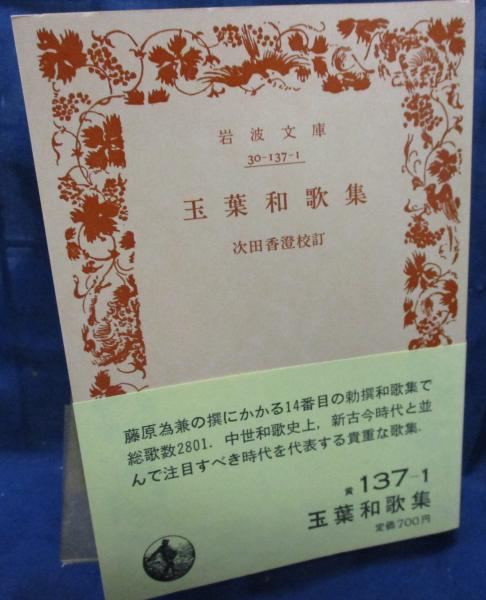 岩波文庫
30-137-1
玉葉和歌集
次田香澄校訂
藤原為兼の撰にかかる14番目の勅撰和歌集で
総歌数2801. 中世和歌史上, 新古今時代と並
んで注目すべき時代を代表する貴重な歌集.
黄 137-1
玉葉和歌集
定価700円